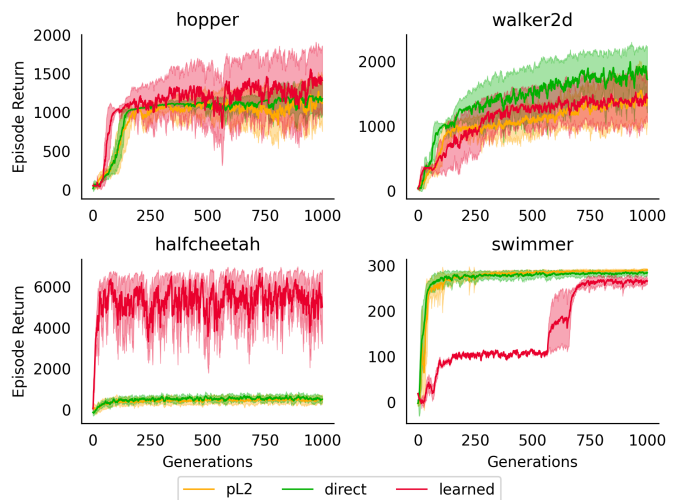 hopper
walker2d
Episode Return
2000
1500
1000
500
0
2000
1000
0
0 250 500 750 1000
0 250 500 750 1000
halfcheetah
swimmer
Episode Return
6000
4000
2000
0
300
200
100
0
0 250 500 750 1000
0 250 500 750 1000
Generations
Generations
pL2 direct learned